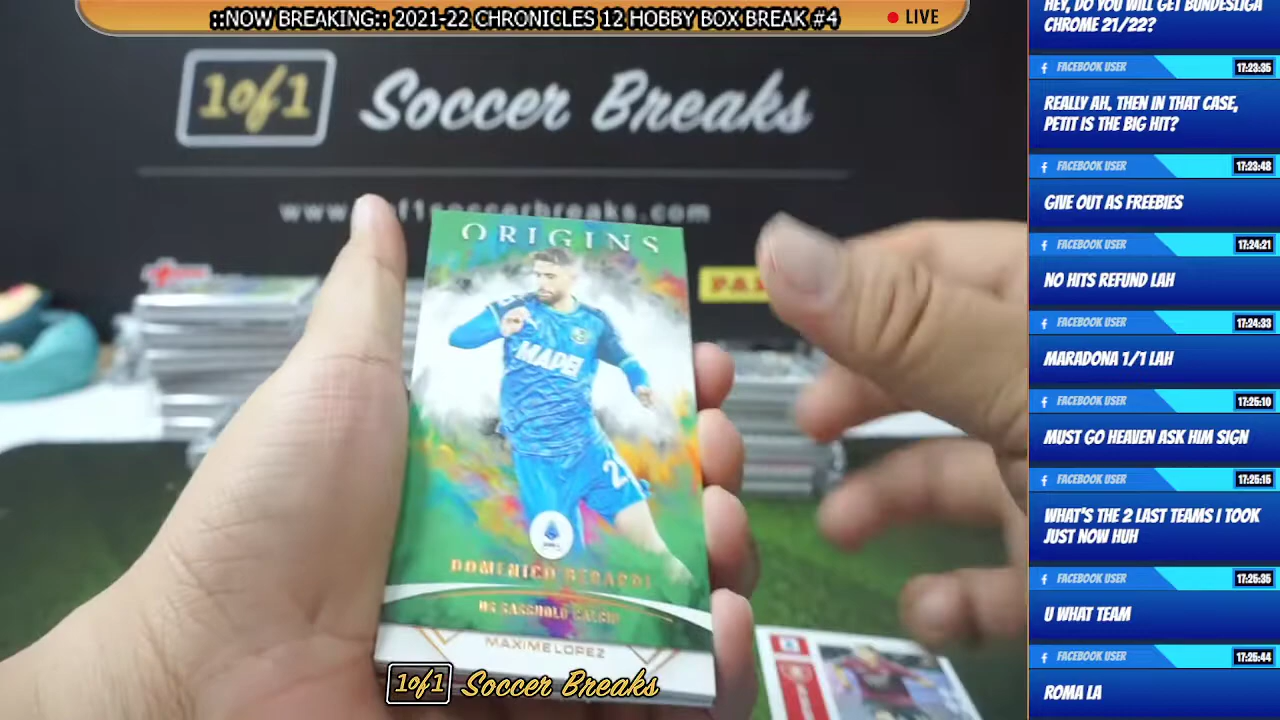 ::NOW BREAKING:: 2021-22 CHRONICLES 12 HOBBY BOX BREAK #4
LIVE
1of1 Soccer Breaks
www.1of1soccerbreaks.com
ORIGINS
MAPEI
DOMENICO BERARDI
US SASSUOLO CALCIO
MAXIME LOPEZ
1of1 Soccer Breaks
HEY, DO YOU WILL GET BUNDESLIGA
CHROME 21/22?
FACEBOOK USER 17:23:35
REALLY AH, THEN IN THAT CASE,
PETIT IS THE BIG HIT?
FACEBOOK USER 17:23:48
GIVE OUT AS FREEBIES
FACEBOOK USER 17:24:21
NO HITS REFUND LAH
FACEBOOK USER 17:24:33
MARADONA 1/1 LAH
FACEBOOK USER 17:25:10
MUST GO HEAVEN ASK HIM SIGN
FACEBOOK USER 17:25:15
WHAT'S THE 2 LAST TEAMS I TOOK
JUST NOW HUH
FACEBOOK USER 17:25:35
U WHAT TEAM
FACEBOOK USER 17:25:44
ROMA LA